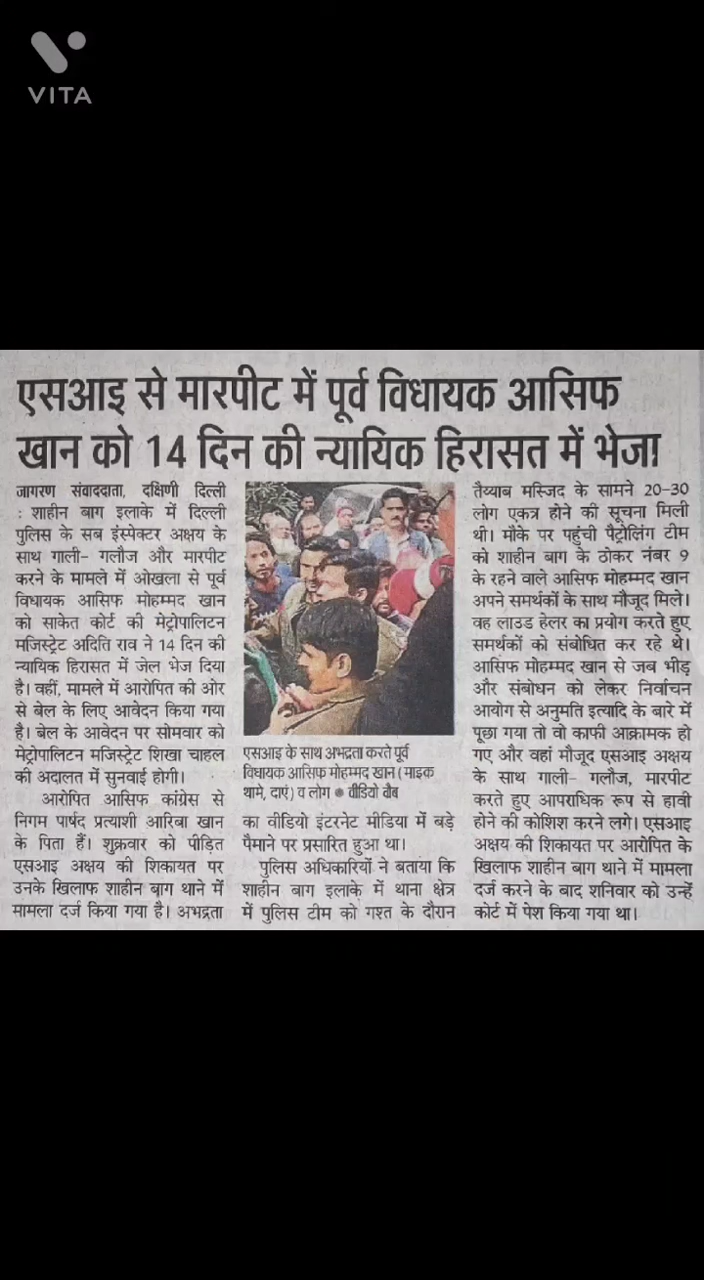 VITA
एसआइ से मारपीट में पूर्व विधायक आसिफ
खान को 14 दिन की न्यायिक हिरासत में भेजा
जागरण संवाददाता, दक्षिणी दिल्ली
: शाहीन बाग इलाके में दिल्ली
पुलिस के सब इंस्पेक्टर अक्षय के
साथ गाली- गलौज और मारपीट
करने के मामले में ओखला से पूर्व
विधायक आसिफ मोहम्मद खान
को साकेत कोर्ट की मेट्रोपालिटन
मजिस्ट्रेट अदिति राव ने 14 दिन की
न्यायिक हिरासत में जेल भेज दिया
है। वहीं, मामले में आरोपित की ओर
से बेल के लिए आवेदन किया गया
है। बेल के आवेदन पर सोमवार को
मेट्रोपालिटन मजिस्ट्रेट शिखा चाहल
की अदालत में सुनवाई होगी।
आरोपित आसिफ कांग्रेस से
निगम पार्षद प्रत्याशी आरिबा खान
के पिता हैं। शुक्रवार को पीड़ित
एसआइ अक्षय की शिकायत पर
उनके खिलाफ शाहीन बाग थाने में
मामला दर्ज किया गया है। अभद्रता
एसआइ के साथ अभद्रता करते पूर्व
विधायक आसिफ मोहम्मद खान (माइक
थामे, दाएं) व लोग ● वीडियो ग्रैब
का वीडियो इंटरनेट मीडिया में बड़े
पैमाने पर प्रसारित हुआ था।
पुलिस अधिकारियों ने बताया कि
शाहीन बाग इलाके में थाना क्षेत्र
में पुलिस टीम को गश्त के दौरान
तैय्याब मस्जिद के सामने 20-30
लोग एकत्र होने की सूचना मिली
थी। मौके पर पहुंची पैट्रोलिंग टीम
को शाहीन बाग के ठोकर नंबर 9
के रहने वाले आसिफ मोहम्मद खान
अपने समर्थकों के साथ मौजूद मिले।
वह लाउड हेलर का प्रयोग करते हुए
समर्थकों को संबोधित कर रहे थे।
आसिफ मोहम्मद खान से जब भीड़
और संबोधन को लेकर निर्वाचन
आयोग से अनुमति इत्यादि के बारे में
पूछा गया तो वो काफी आक्रामक हो
गए और वहां मौजूद एसआइ अक्षय
के साथ गाली- गलौज, मारपीट
करते हुए आपराधिक रूप से हावी
होने की कोशिश करने लगे। एसआइ
अक्षय की शिकायत पर आरोपित के
खिलाफ शाहीन बाग थाने में मामला
दर्ज करने के बाद शनिवार को उन्हें
कोर्ट में पेश किया गया था।